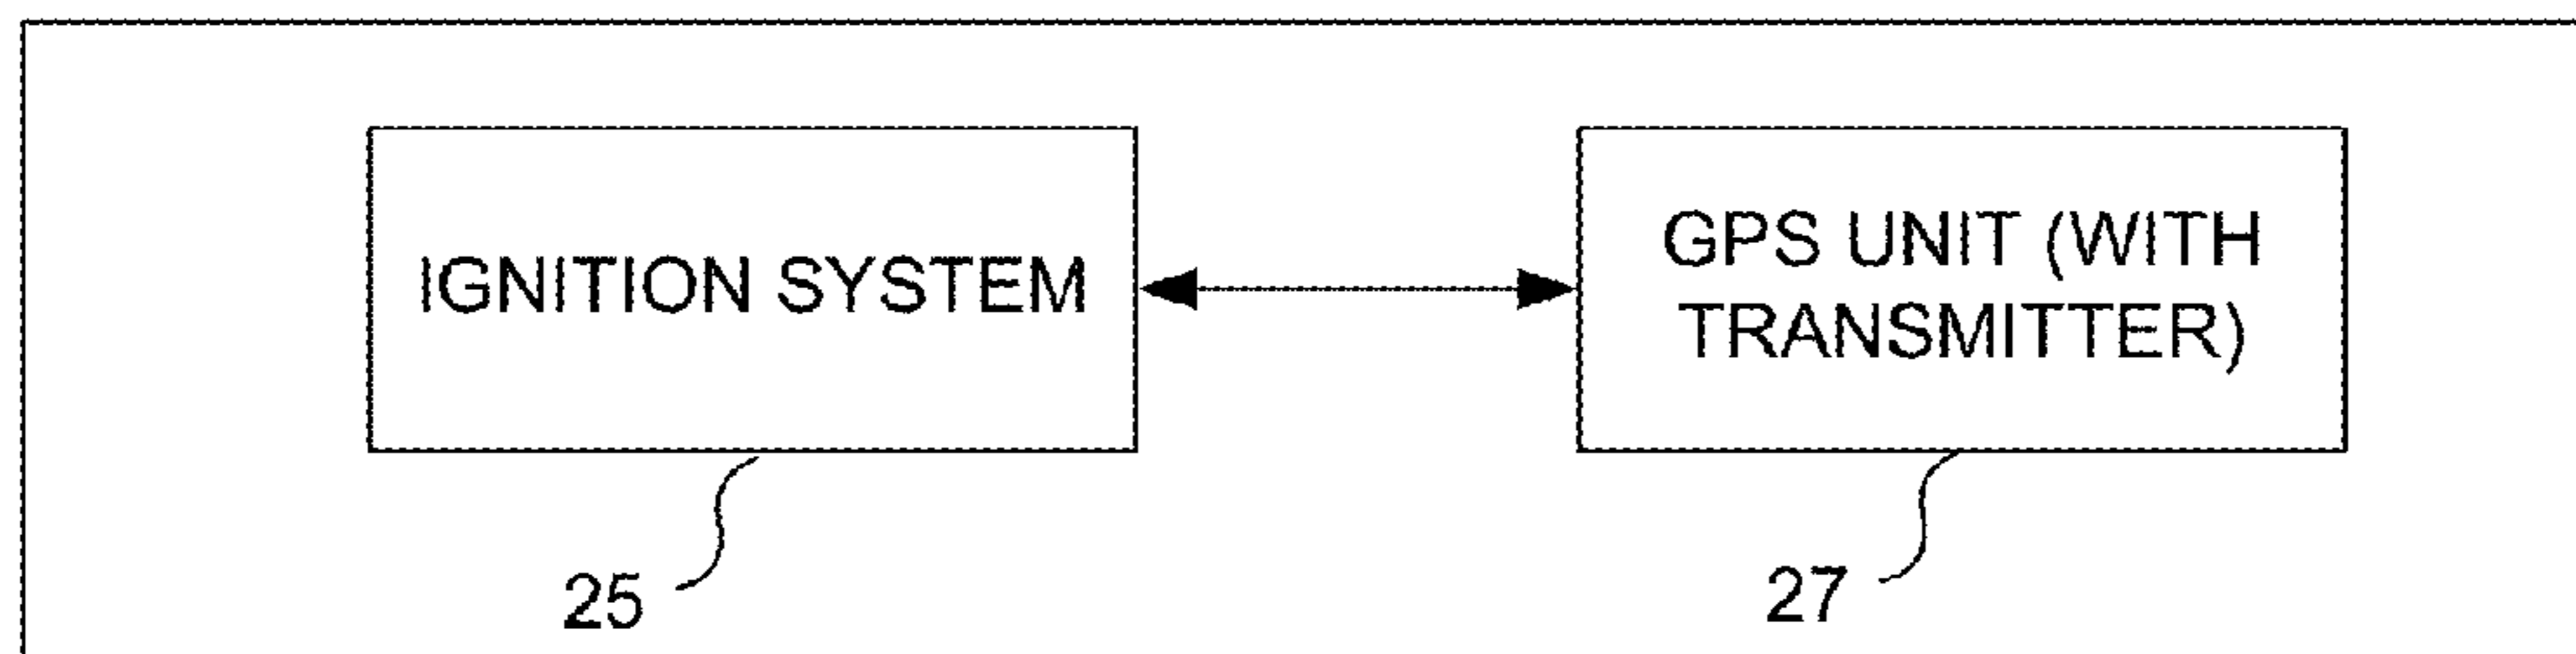 IGNITION SYSTEM
GPS UNIT (WITH
TRANSMITTER)
25
27